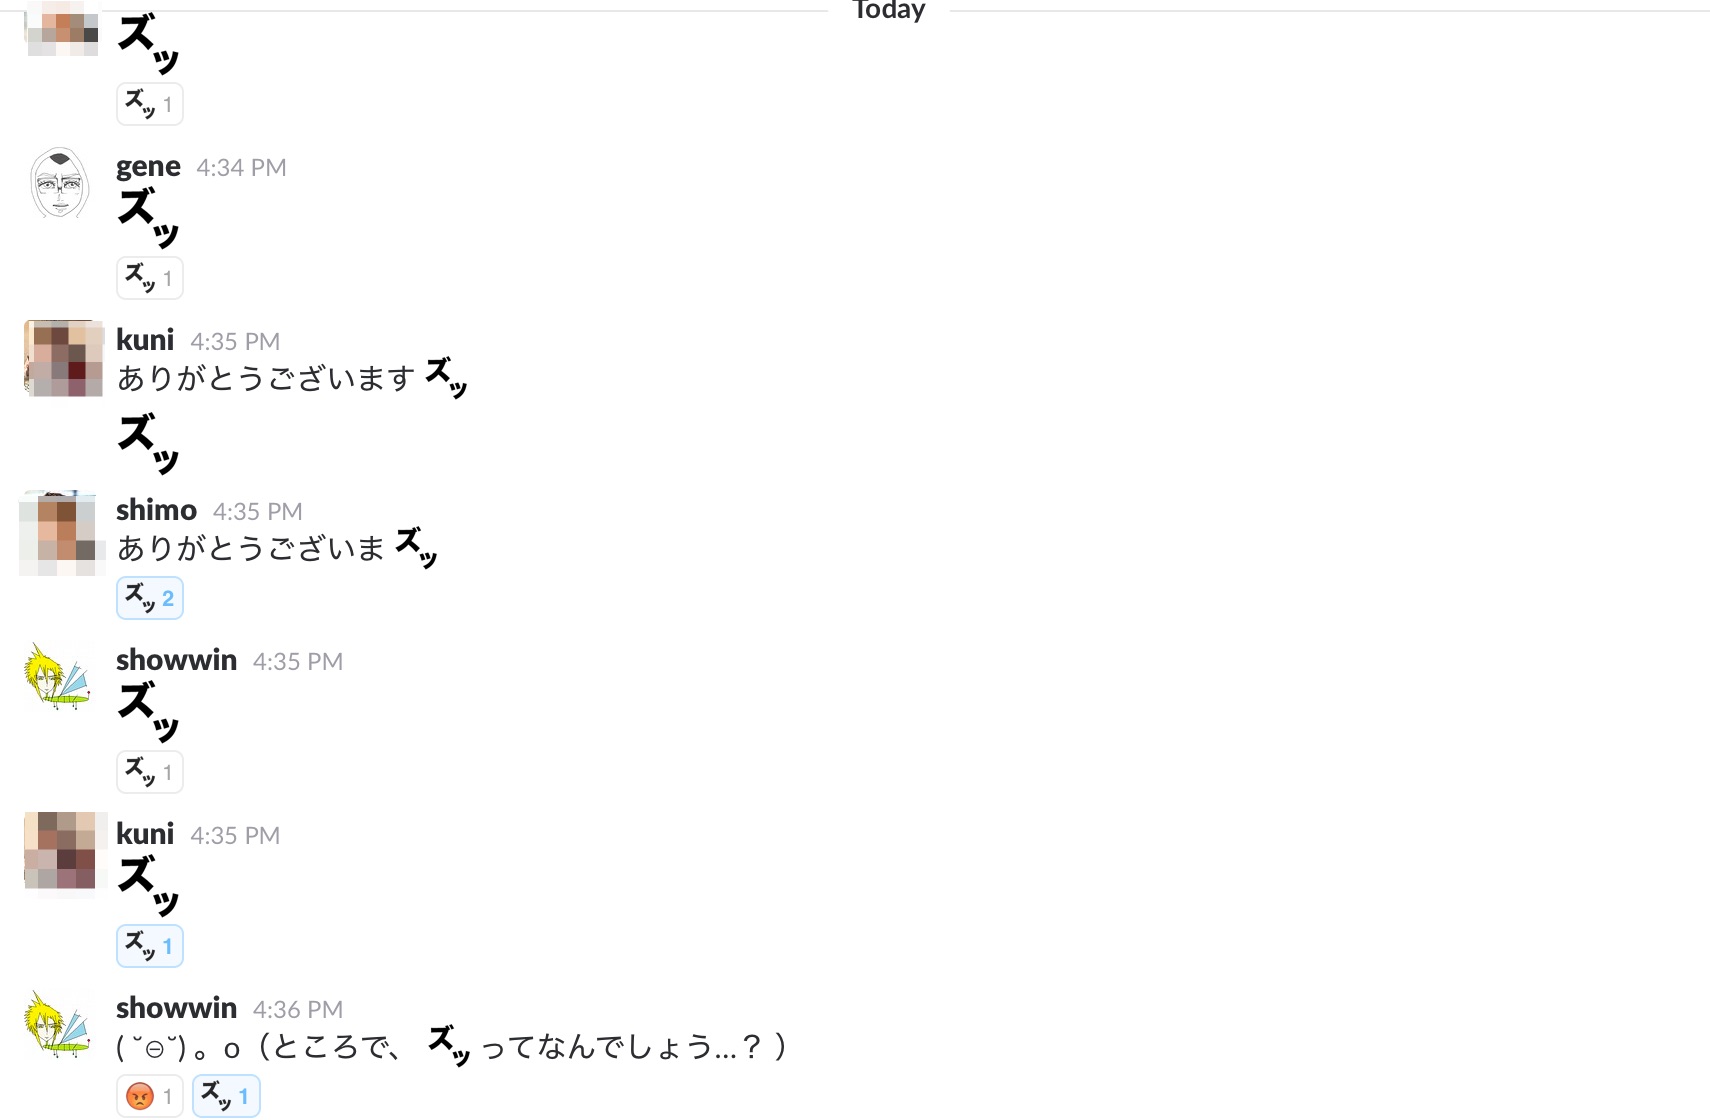 Today
ズッ
ズッ 1
gene 4:34 PM
ズッ
ズッ 1
kuni 4:35 PM
ありがとうございます ズッ
ズッ
shimo 4:35 PM
ありがとうございま ズッ
ズッ 2
showwin 4:35 PM
ズッ
ズッ 1
kuni 4:35 PM
ズッ
ズッ 1
showwin 4:36 PM
( ˘⊖˘) 。o（ところで、 ズッ ってなんでしょう...？ ）
1 ズッ 1